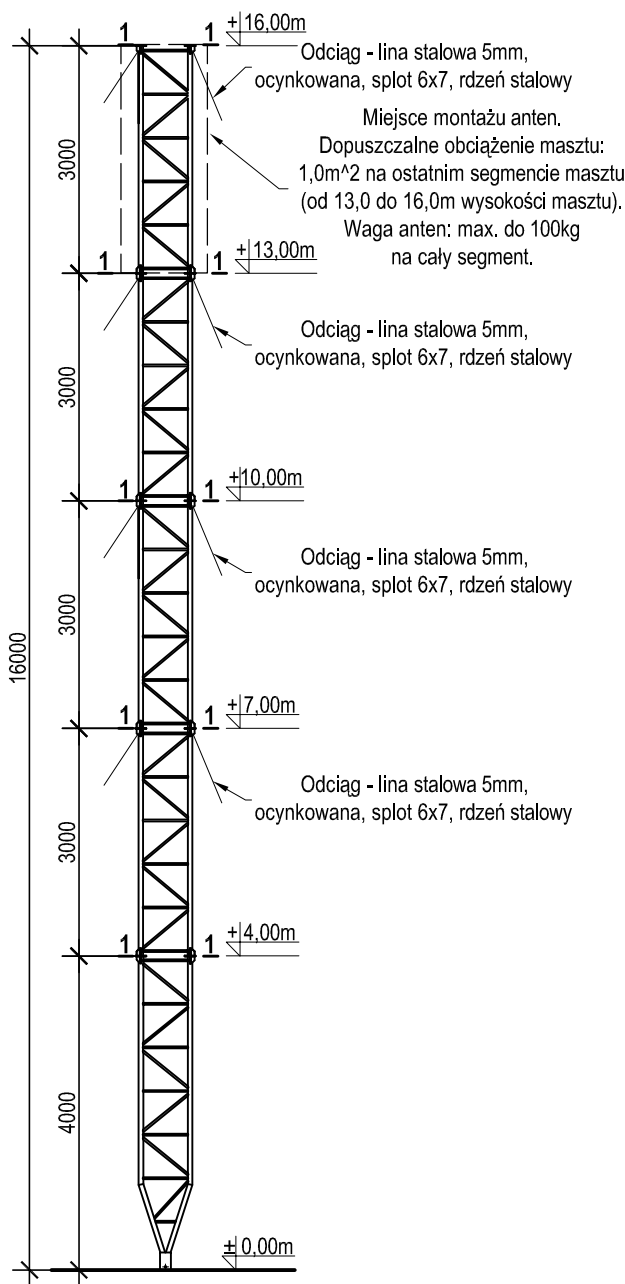 1 1 +16,00m
Odciąg - lina stalowa 5mm,
ocynkowana, splot 6x7, rdzeń stalowy
Miejsce montażu anten.
Dopuszczalne obciążenie masztu:
1,0m^2 na ostatnim segmencie masztu
(od 13,0 do 16,0m wysokości masztu).
Waga anten: max. do 100kg
na cały segment.
3000
1 1 +13,00m
Odciąg - lina stalowa 5mm,
ocynkowana, splot 6x7, rdzeń stalowy
3000
1 1 +10,00m
Odciąg - lina stalowa 5mm,
ocynkowana, splot 6x7, rdzeń stalowy
3000
16000
1 1 +7,00m
Odciąg - lina stalowa 5mm,
ocynkowana, splot 6x7, rdzeń stalowy
3000
1 1 +4,00m
4000
±0,00m